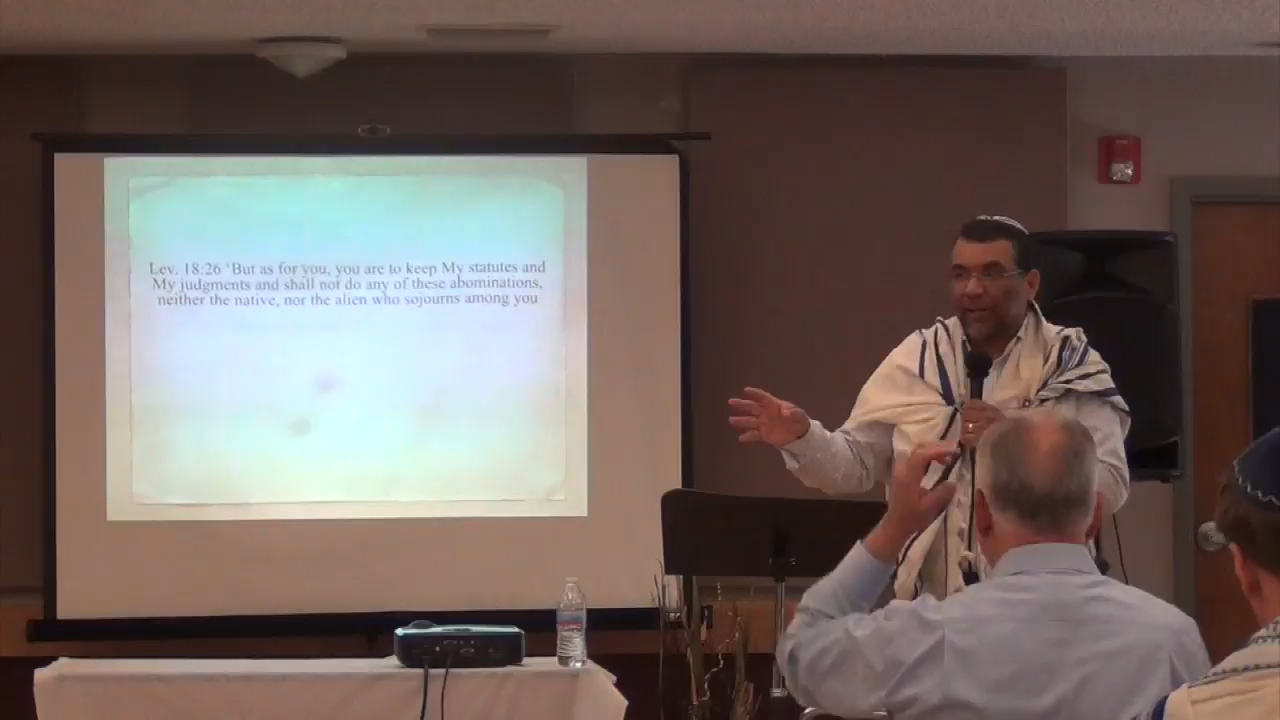 Lev. 18:26 ‘But as for you, you are to keep My statutes and
My judgments and shall not do any of these abominations,
neither the native, nor the alien who sojourns among you